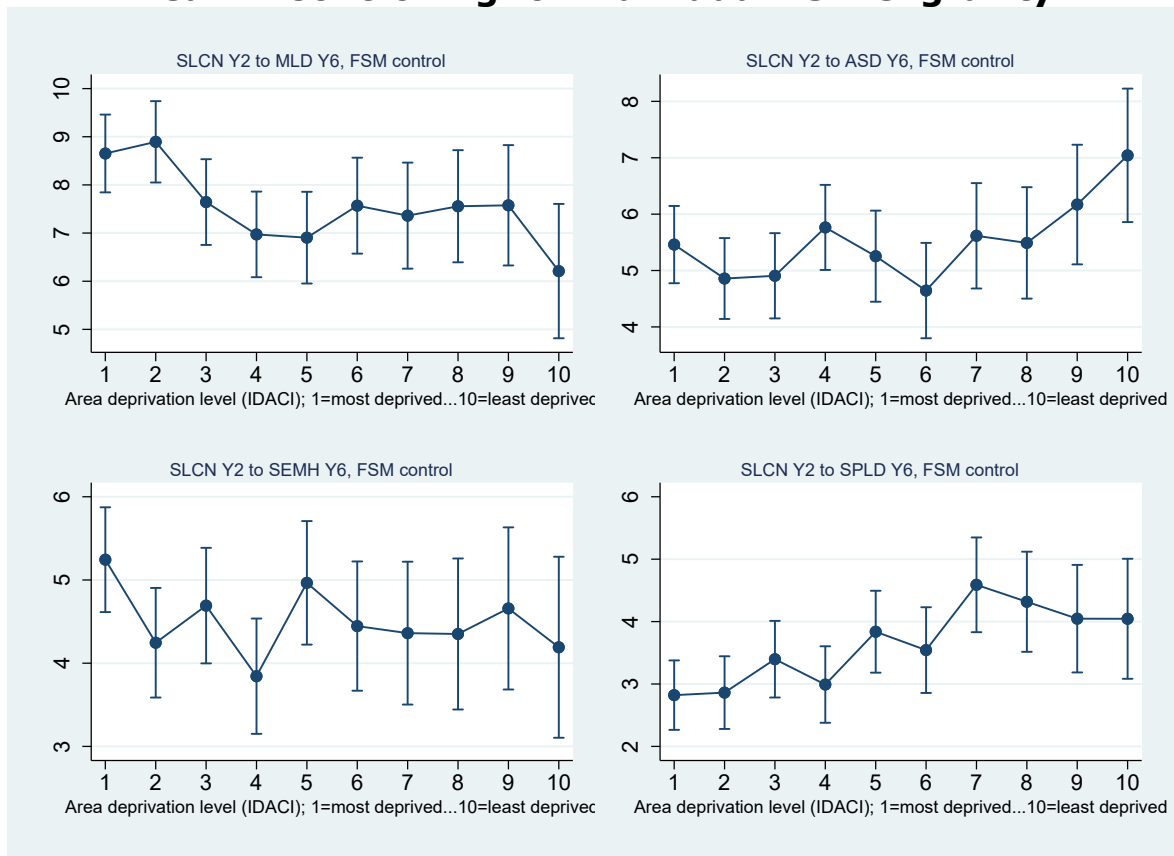 SLCN Y2 to MLD Y6, FSM control
10
9
8
7
6
5
1 2 3 4 5 6 7 8 9 10
Area deprivation level (IDACI); 1=most deprived...10=least deprived
SLCN Y2 to ASD Y6, FSM control
8
7
6
5
4
1 2 3 4 5 6 7 8 9 10
Area deprivation level (IDACI); 1=most deprived...10=least deprived
SLCN Y2 to SEMH Y6, FSM control
6
5
4
3
1 2 3 4 5 6 7 8 9 10
Area deprivation level (IDACI); 1=most deprived...10=least deprived
SLCN Y2 to SPLD Y6, FSM control
6
5
4
3
2
1 2 3 4 5 6 7 8 9 10
Area deprivation level (IDACI); 1=most deprived...10=least deprived